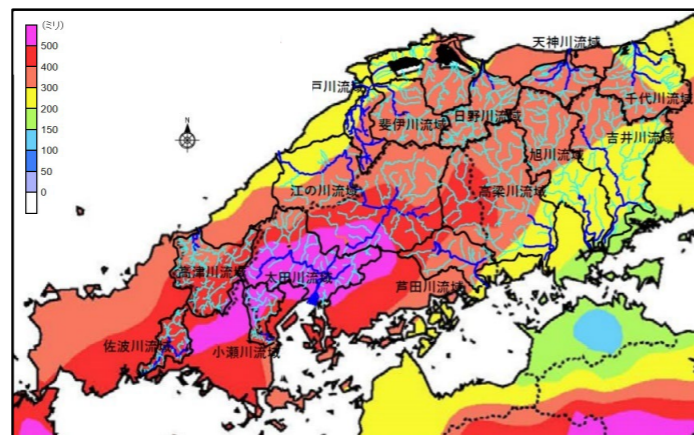 (ミリ)
500
400
300
250
200
150
100
50
0
N
天神川流域
戸川流域
千代川流域
斐伊川流域
日野川流域
旭川流域
吉井川流域
江の川流域
高梁川流域
高津川流域
太田川流域
芦田川流域
佐波川流域
小瀬川流域